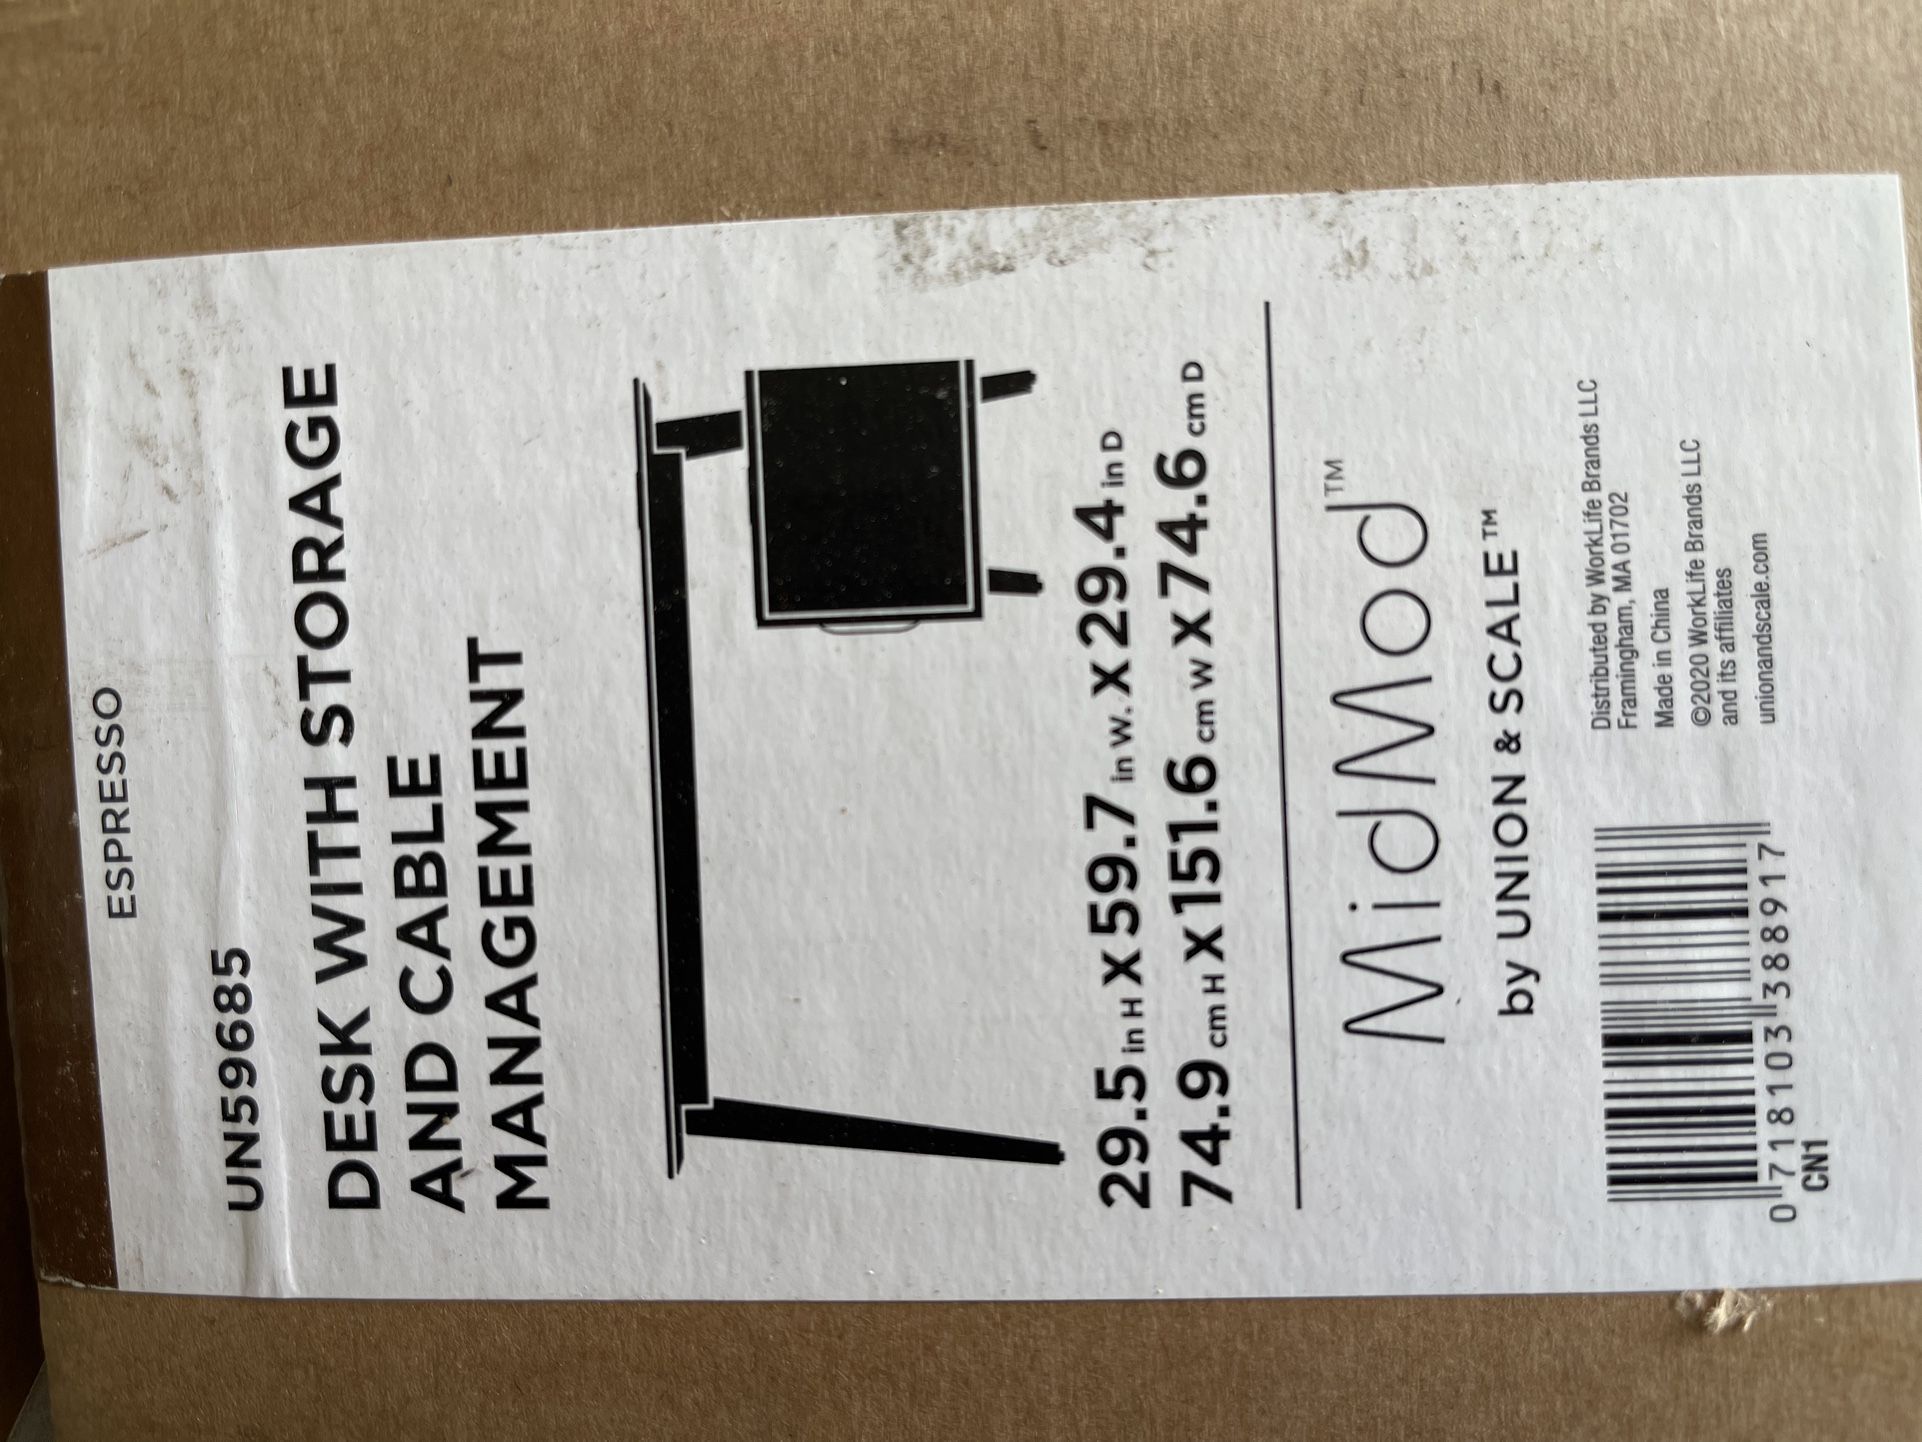 ESPRESSO
UN59685
DESK WITH STORAGE
AND CABLE
MANAGEMENT
29.5 in H X 59.7 in W. X 29.4 in D
74.9 cm H X 151.6 cm W X 74.6 cm D
MidMod™
by UNION & SCALE™
Distributed by WorkLife Brands LLC
Framingham, MA 01702
Made in China
©2020 WorkLife Brands LLC
and its affiliates
unionandscale.com
0 718103 388917
CN1